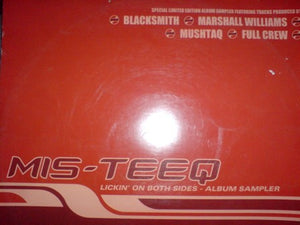 SPECIAL LIMITED EDITION ALBUM SAMPLER FEATURING TRACKS PRODUCED BY
BLACKSMITH MARSHALL WILLIAMS
MUSHTAQ FULL CREW
MIS-TEEQ
LICKIN' ON BOTH SIDES - ALBUM SAMPLER